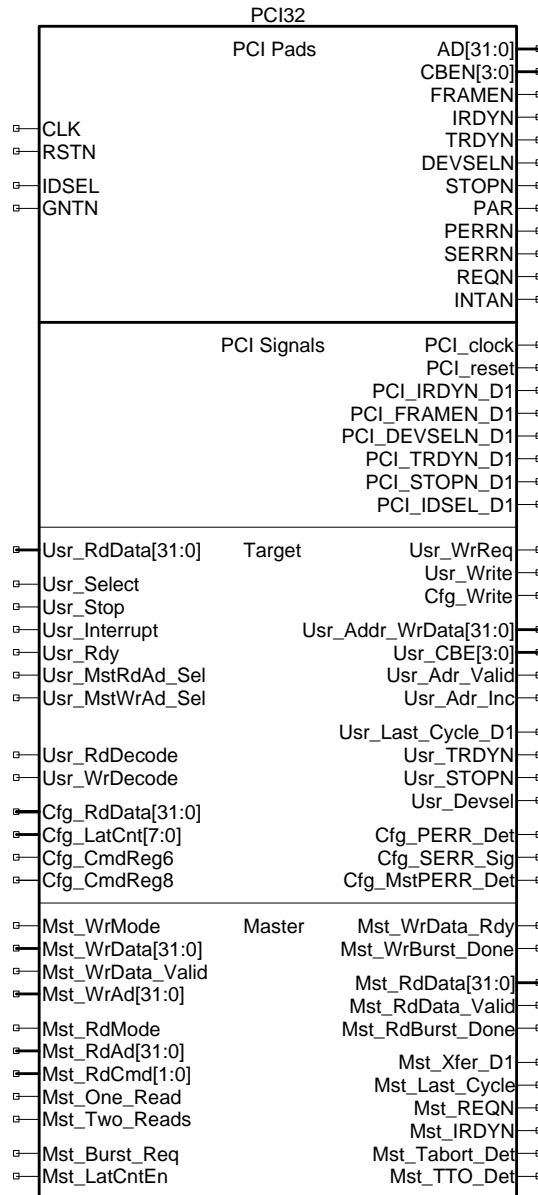 PCI32
PCI Pads AD[31:0]
CBEN[3:0]
FRAMEN
IRDYN
CLK
TRDYN
RSTN
DEVSELN
IDSEL STOPN
GNTN PAR
PERRN
SERRN
REQN
INTAN
PCI Signals PCI_clock
PCI_reset
PCI_IRDYN_D1
PCI_FRAMEN_D1
PCI_DEVSELN_D1
PCI_TRDYN_D1
PCI_STOPN_D1
PCI_IDSEL_D1
Usr_RdData[31:0] Target Usr_WrReq
Usr_Write
Usr_Select
Cfg_Write
Usr_Stop
Usr_Interrupt Usr_Addr_WrData[31:0]
Usr_Rdy Usr_CBE[3:0]
Usr_MstRdAd_Sel Usr_Adr_Valid
Usr_MstWrAd_Sel Usr_Adr_Inc
Usr_Last_Cycle_D1
Usr_RdDecode Usr_TRDYN
Usr_WrDecode Usr_STOPN
Usr_Devsel
Cfg_RdData[31:0]
Cfg_LatCnt[7:0] Cfg_PERR_Det
Cfg_CmdReg6 Cfg_SERR_Sig
Cfg_CmdReg8 Cfg_MstPERR_Det
Mst_WrMode Master Mst_WrData_Rdy
Mst_WrData[31:0] Mst_WrBurst_Done
Mst_WrData_Valid
Mst_RdData[31:0]
Mst_WrAd[31:0]
Mst_RdData_Valid
Mst_RdMode Mst_RdBurst_Done
Mst_RdAd[31:0]
Mst_Xfer_D1
Mst_RdCmd[1:0]
Mst_Last_Cycle
Mst_One_Read
Mst_REQN
Mst_Two_Reads
Mst_IRDYN
Mst_Burst_Req Mst_Tabort_Det
Mst_LatCntEn Mst_TTO_Det